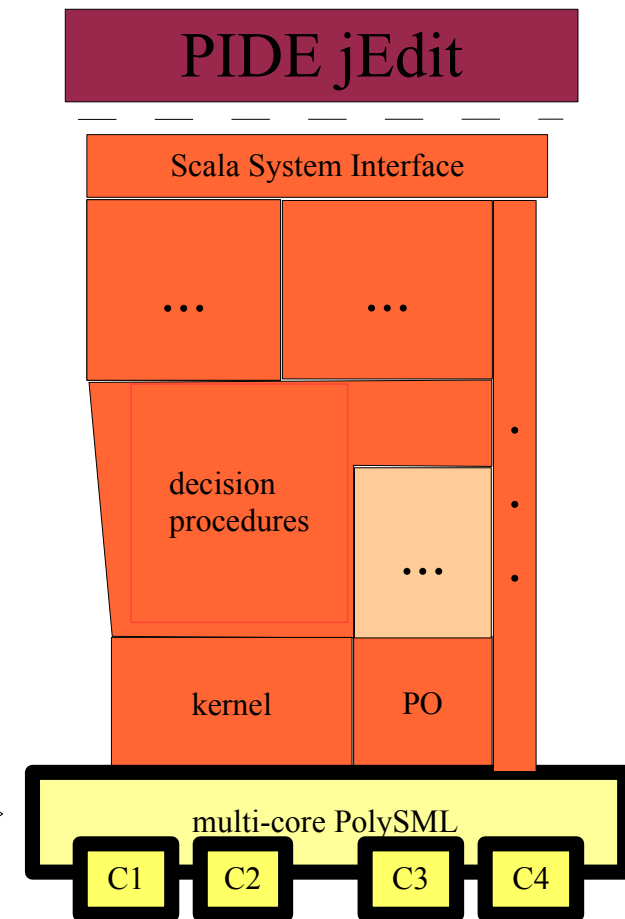 PIDE jEdit
Scala System Interface
...
...
decision
procedures
...
.
.
.
kernel
PO
multi-core PolySML
C1
C2
C3
C4